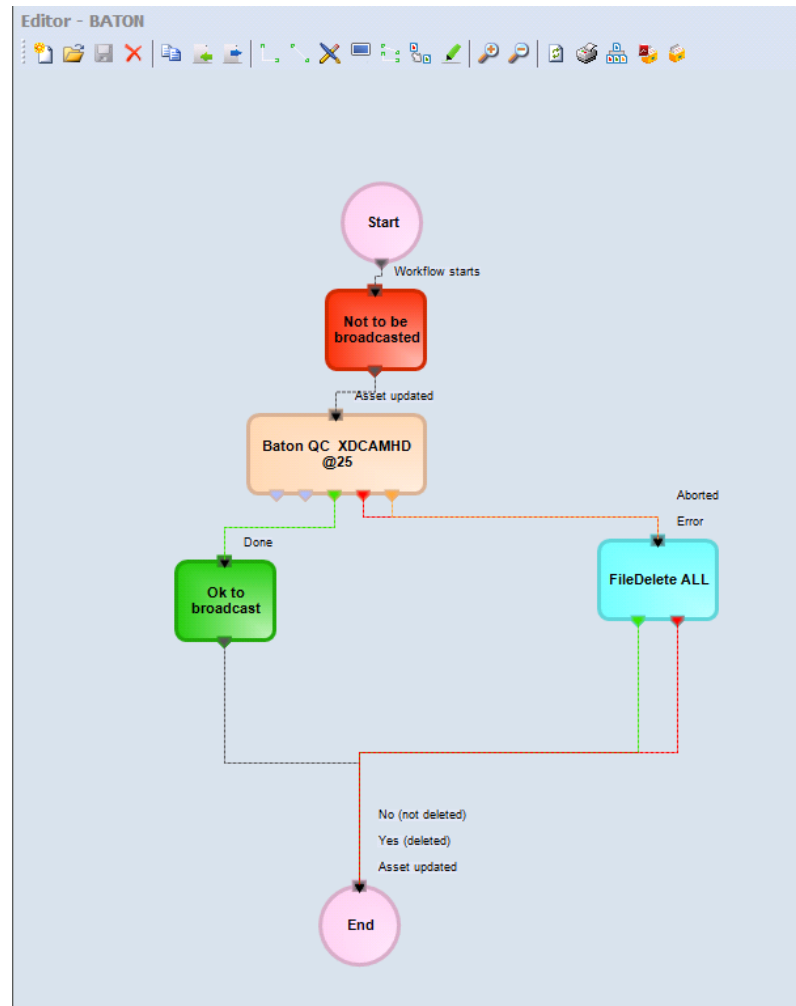 Editor - BATON
Start
Workflow starts
Not to be
broadcasted
Asset updated
Baton QC XDCAMHD
@25
Aborted
Error
Done
FileDelete ALL
Ok to
broadcast
No (not deleted)
Yes (deleted)
Asset updated
End